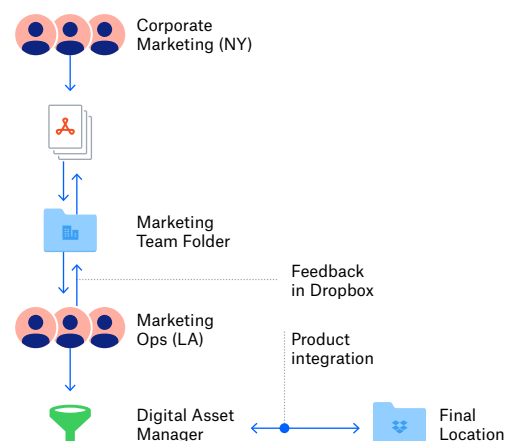 Corporate
Marketing (NY)
Marketing
Team Folder
Feedback
in Dropbox
Marketing
Ops (LA)
Product
integration
Digital Asset
Manager
Final
Location